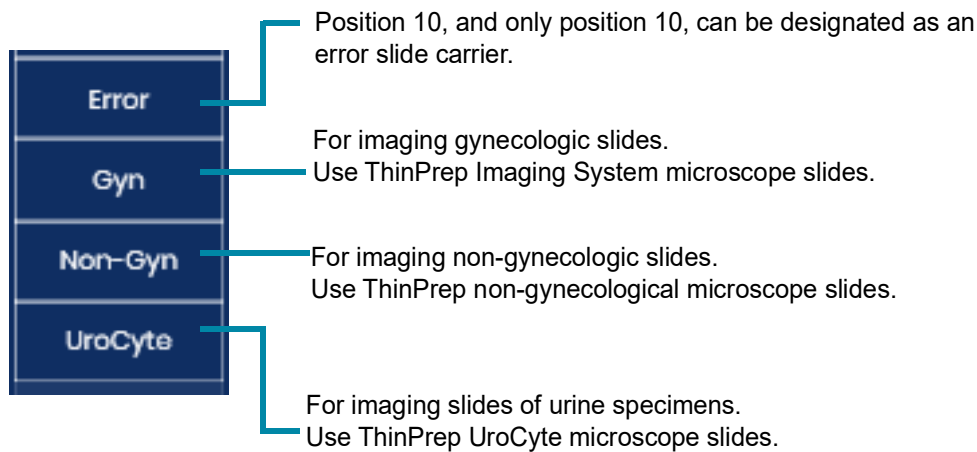 Position 10, and only position 10, can be designated as an
error slide carrier.
Error
For imaging gynecologic slides.
Use ThinPrep Imaging System microscope slides.
Gyn
For imaging non-gynecologic slides.
Use ThinPrep non-gynecological microscope slides.
Non-Gyn
UroCyte
For imaging slides of urine specimens.
Use ThinPrep UroCyte microscope slides.